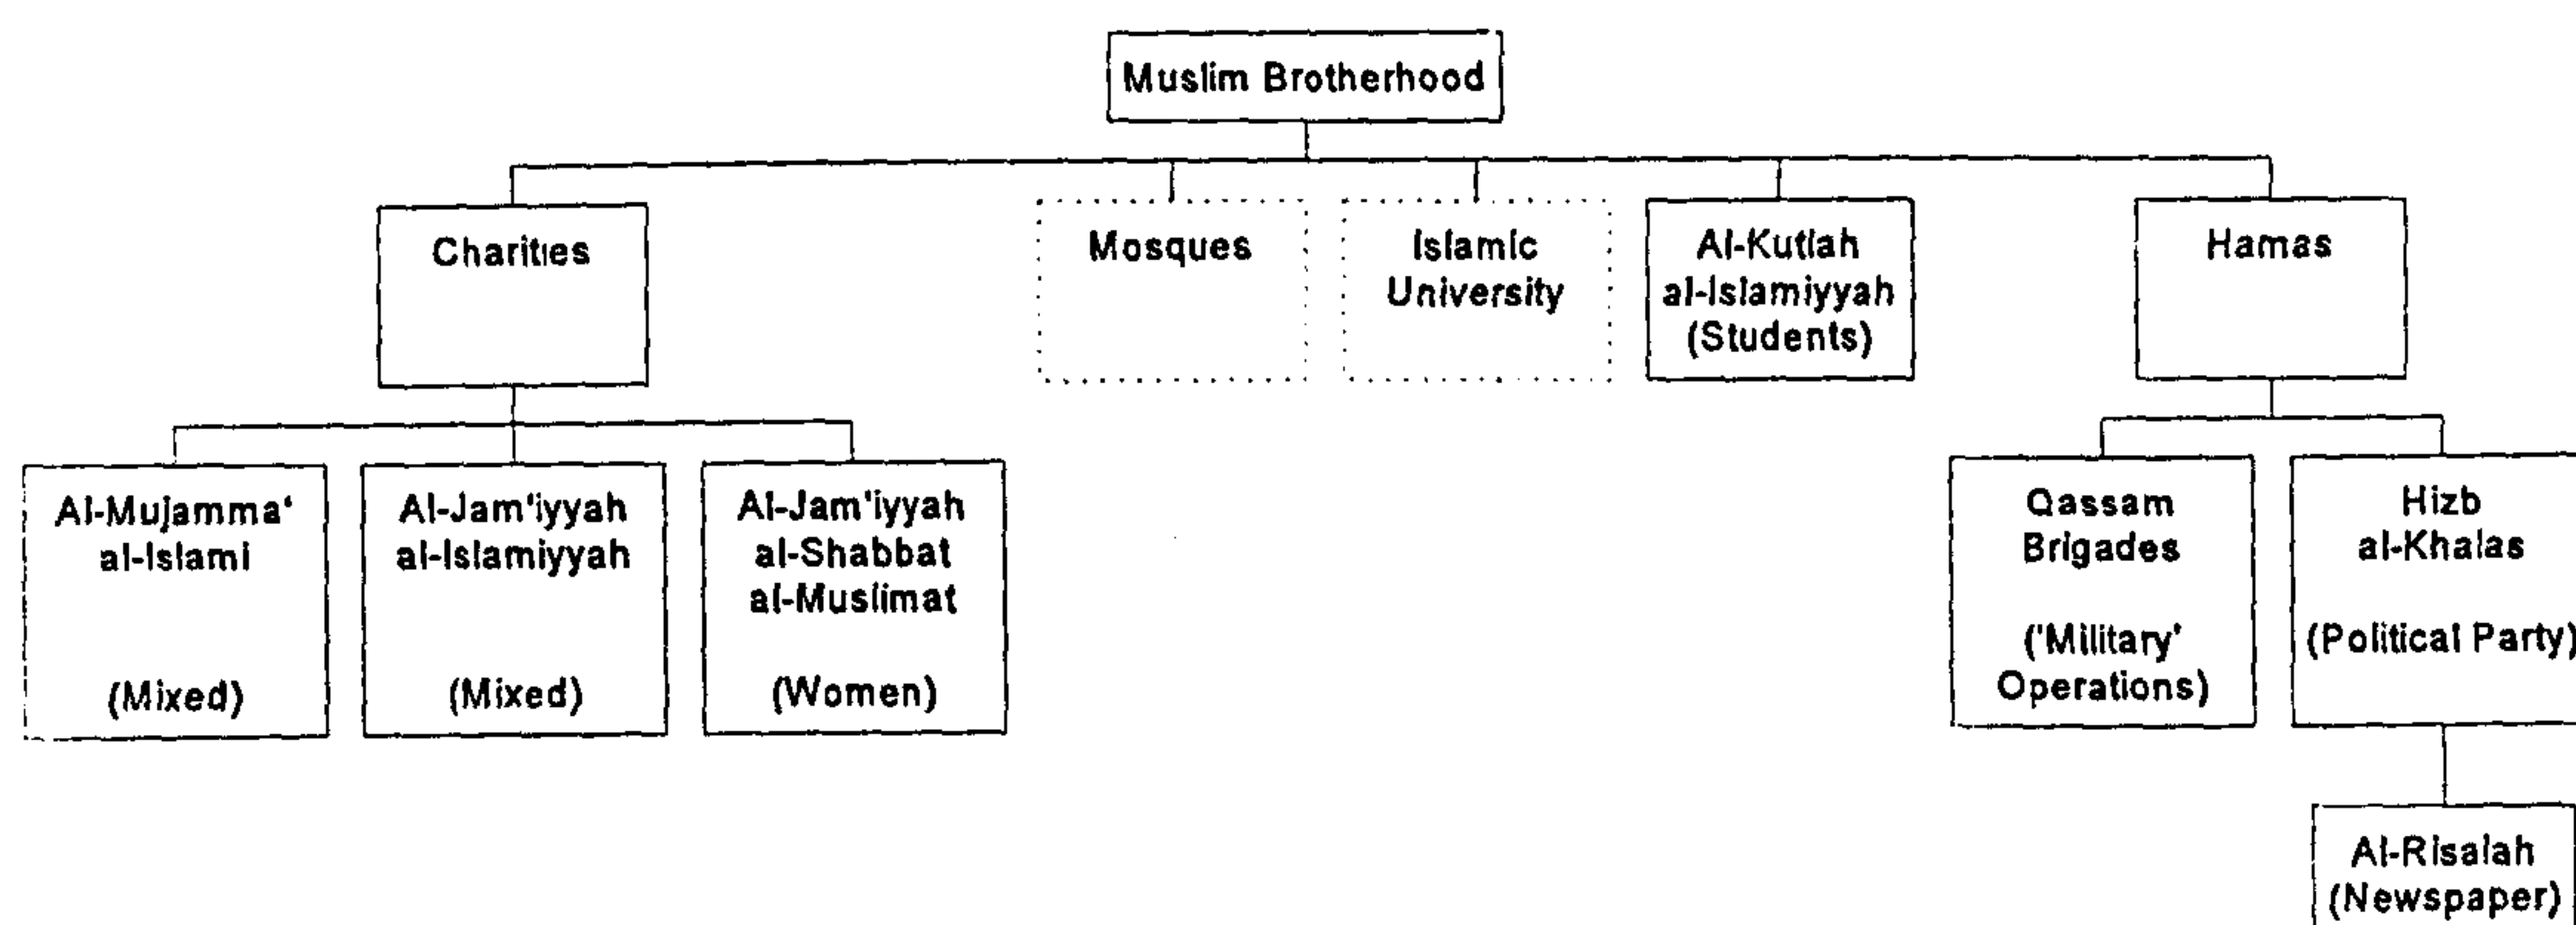 Muslim Brotherhood
Charities
Mosques
Islamic
University
Al-Kutlah
al-Islamiyyah
(Students)
Hamas
Al-Mujamma‘
al-Islami
(Mixed)
Al-Jam'iyyah
al-Islamiyyah
(Mixed)
Al-Jam'iyyah
al-Shabbat
al-Muslimat
(Women)
Qassam
Brigades
('Military'
Operations)
Hizb
al-Khalas
(Political Party)
Al-Risalah
(Newspaper)